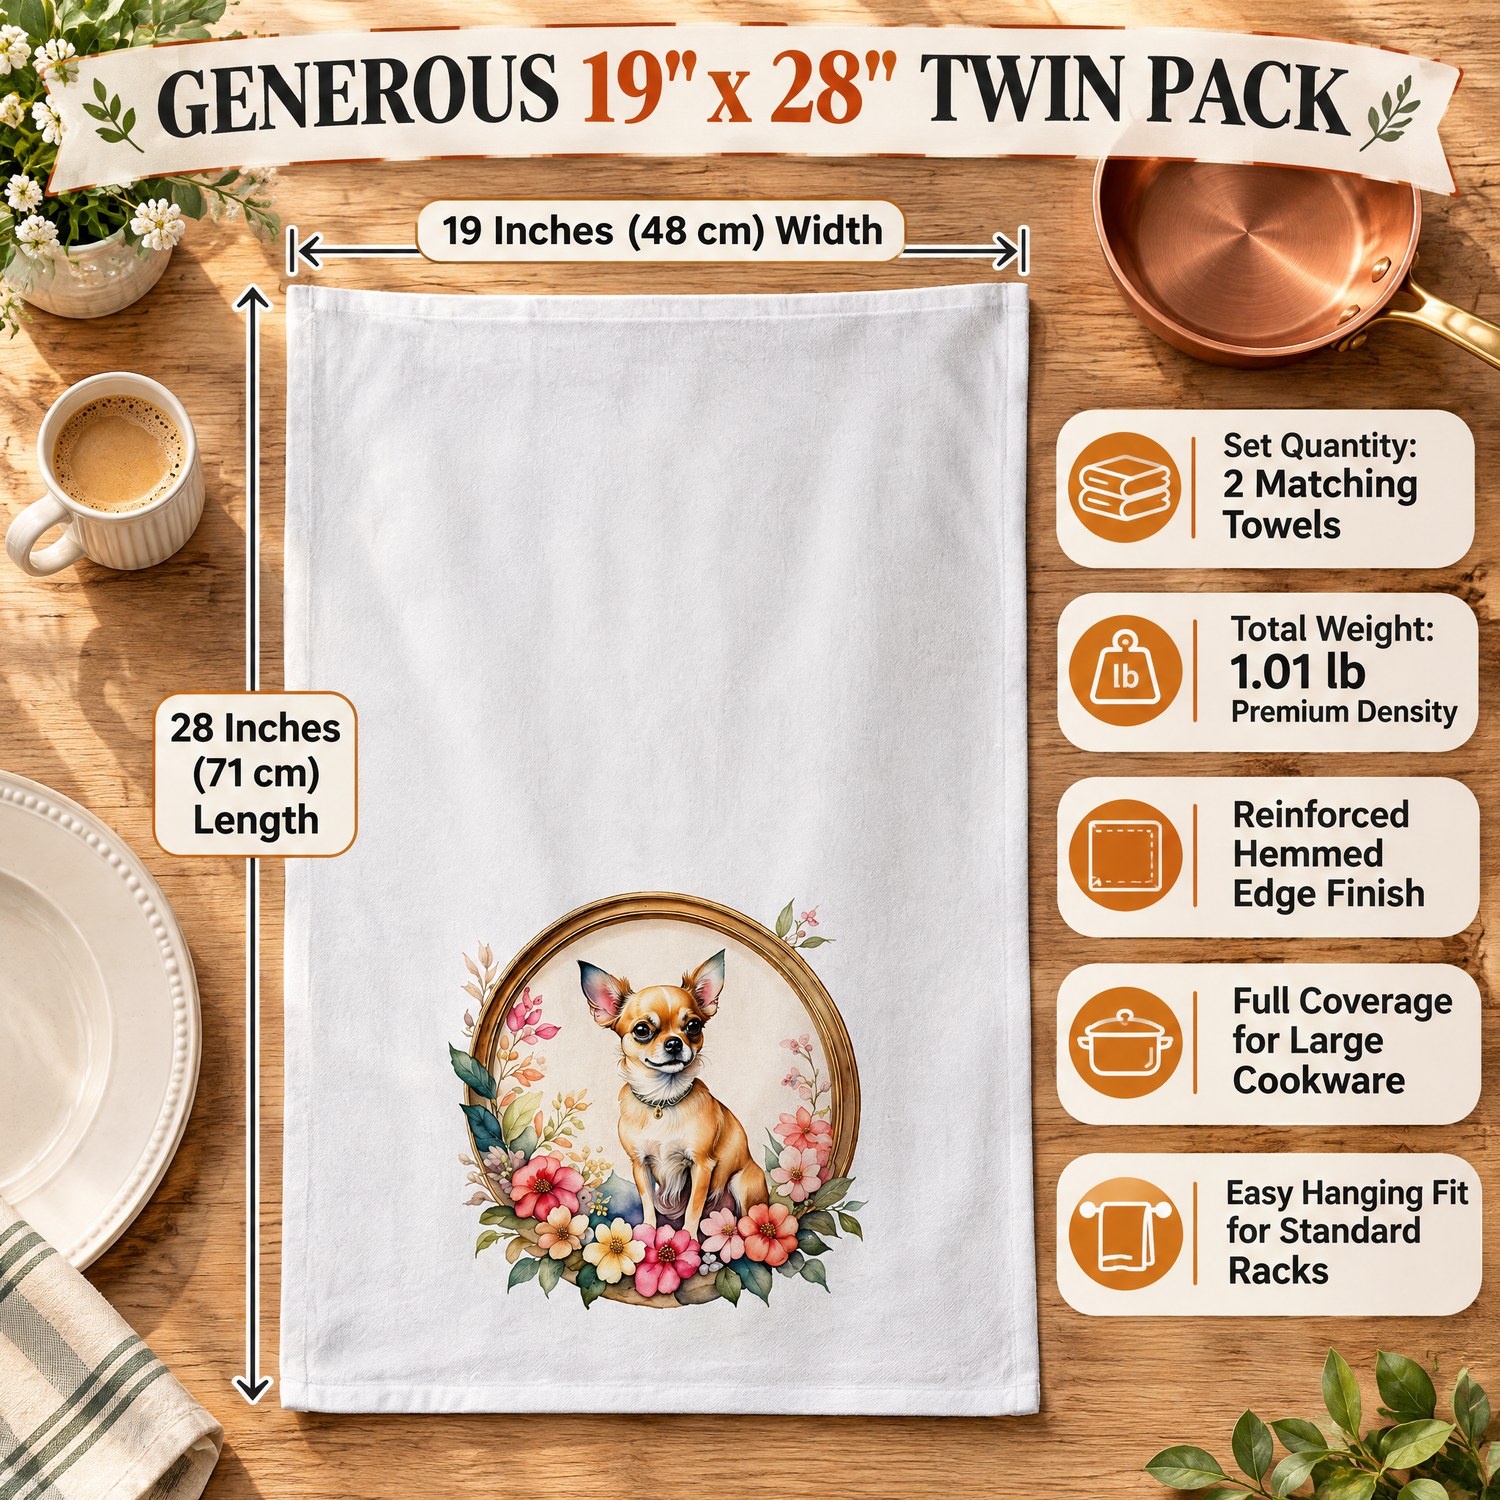 GENEROUS 19" x 28" TWIN PACK
19 Inches (48 cm) Width
28 Inches
(71 cm)
Length
Set Quantity:
2 Matching
Towels
lb
Total Weight:
1.01 lb
Premium Density
Reinforced
Hemmed
Edge Finish
Full Coverage
for Large
Cookware
Easy Hanging Fit
for Standard
Racks